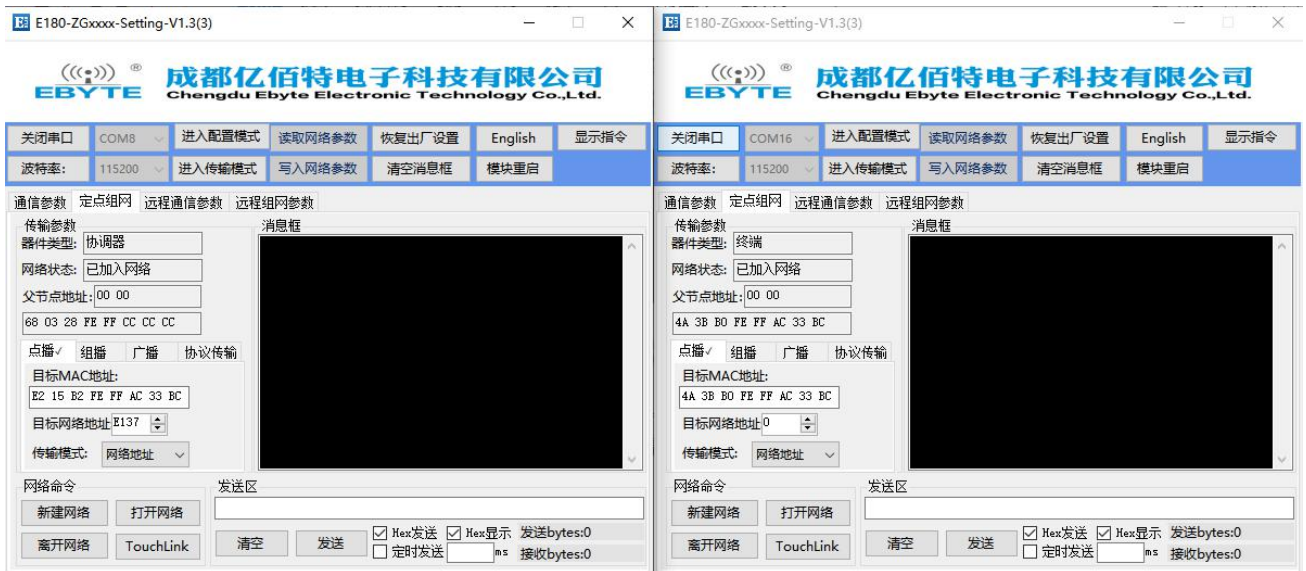 E180-ZGxxxx-Setting-V1.3(3)
EBYTE ®
成都亿佰特电子科技有限公司
Chengdu Ebyte Electronic Technology Co.,Ltd.
关闭串口 COM8 进入配置模式 读取网络参数 恢复出厂设置 English 显示指令
波特率: 115200 进入传输模式 写入网络参数 清空消息框 模块重启
通信参数 定点组网 远程通信参数 远程组网参数
传输参数 消息框
器件类型: 协调器
网络状态: 已加入网络
父节点地址: 00 00
68 03 28 FE FF CC CC CC
点播✓ 组播 广播 协议传输
目标MAC地址:
E2 15 B2 FE FF AC 33 BC
目标网络地址 E137
传输模式: 网络地址
网络命令 发送区
新建网络 打开网络
离开网络 TouchLink 清空 发送
Hex发送 Hex显示 发送bytes:0
定时发送 ms 接收bytes:0
E180-ZGxxxx-Setting-V1.3(3)
EBYTE ®
成都亿佰特电子科技有限公司
Chengdu Ebyte Electronic Technology Co.,Ltd.
关闭串口 COM16 进入配置模式 读取网络参数 恢复出厂设置 English 显示指令
波特率: 115200 进入传输模式 写入网络参数 清空消息框 模块重启
通信参数 定点组网 远程通信参数 远程组网参数
传输参数 消息框
器件类型: 终端
网络状态: 已加入网络
父节点地址: 00 00
4A 3B B0 FE FF AC 33 BC
点播✓ 组播 广播 协议传输
目标MAC地址:
4A 3B B0 FE FF AC 33 BC
目标网络地址 0
传输模式: 网络地址
网络命令 发送区
新建网络 打开网络
离开网络 TouchLink 清空 发送
Hex发送 Hex显示 发送bytes:0
定时发送 ms 接收bytes:0